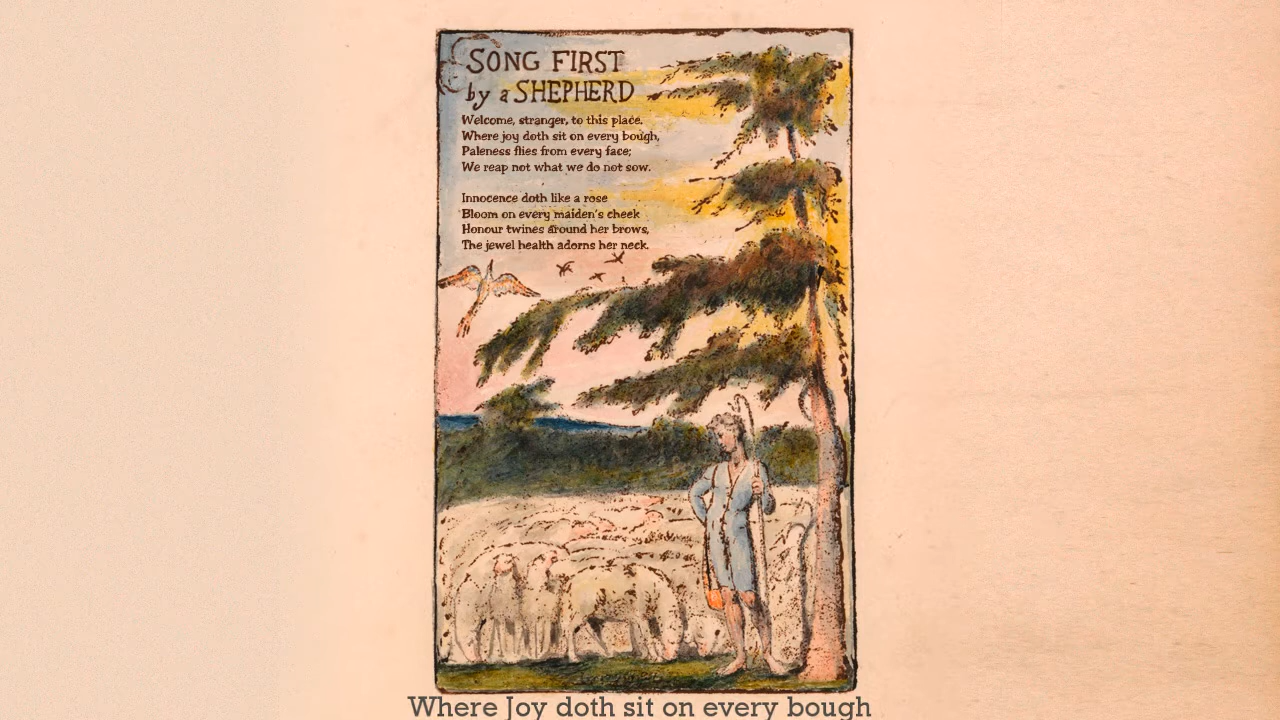 SONG FIRST
by a SHEPHERD
Welcome, stranger, to this place.
Where joy doth sit on every bough,
Paleness flies from every face;
We reap not what we do not sow.
Innocence doth like a rose
Bloom on every maiden's cheek
Honour twines around her brows,
The jewel health adorns her neck.
Where Joy doth sit on every bough